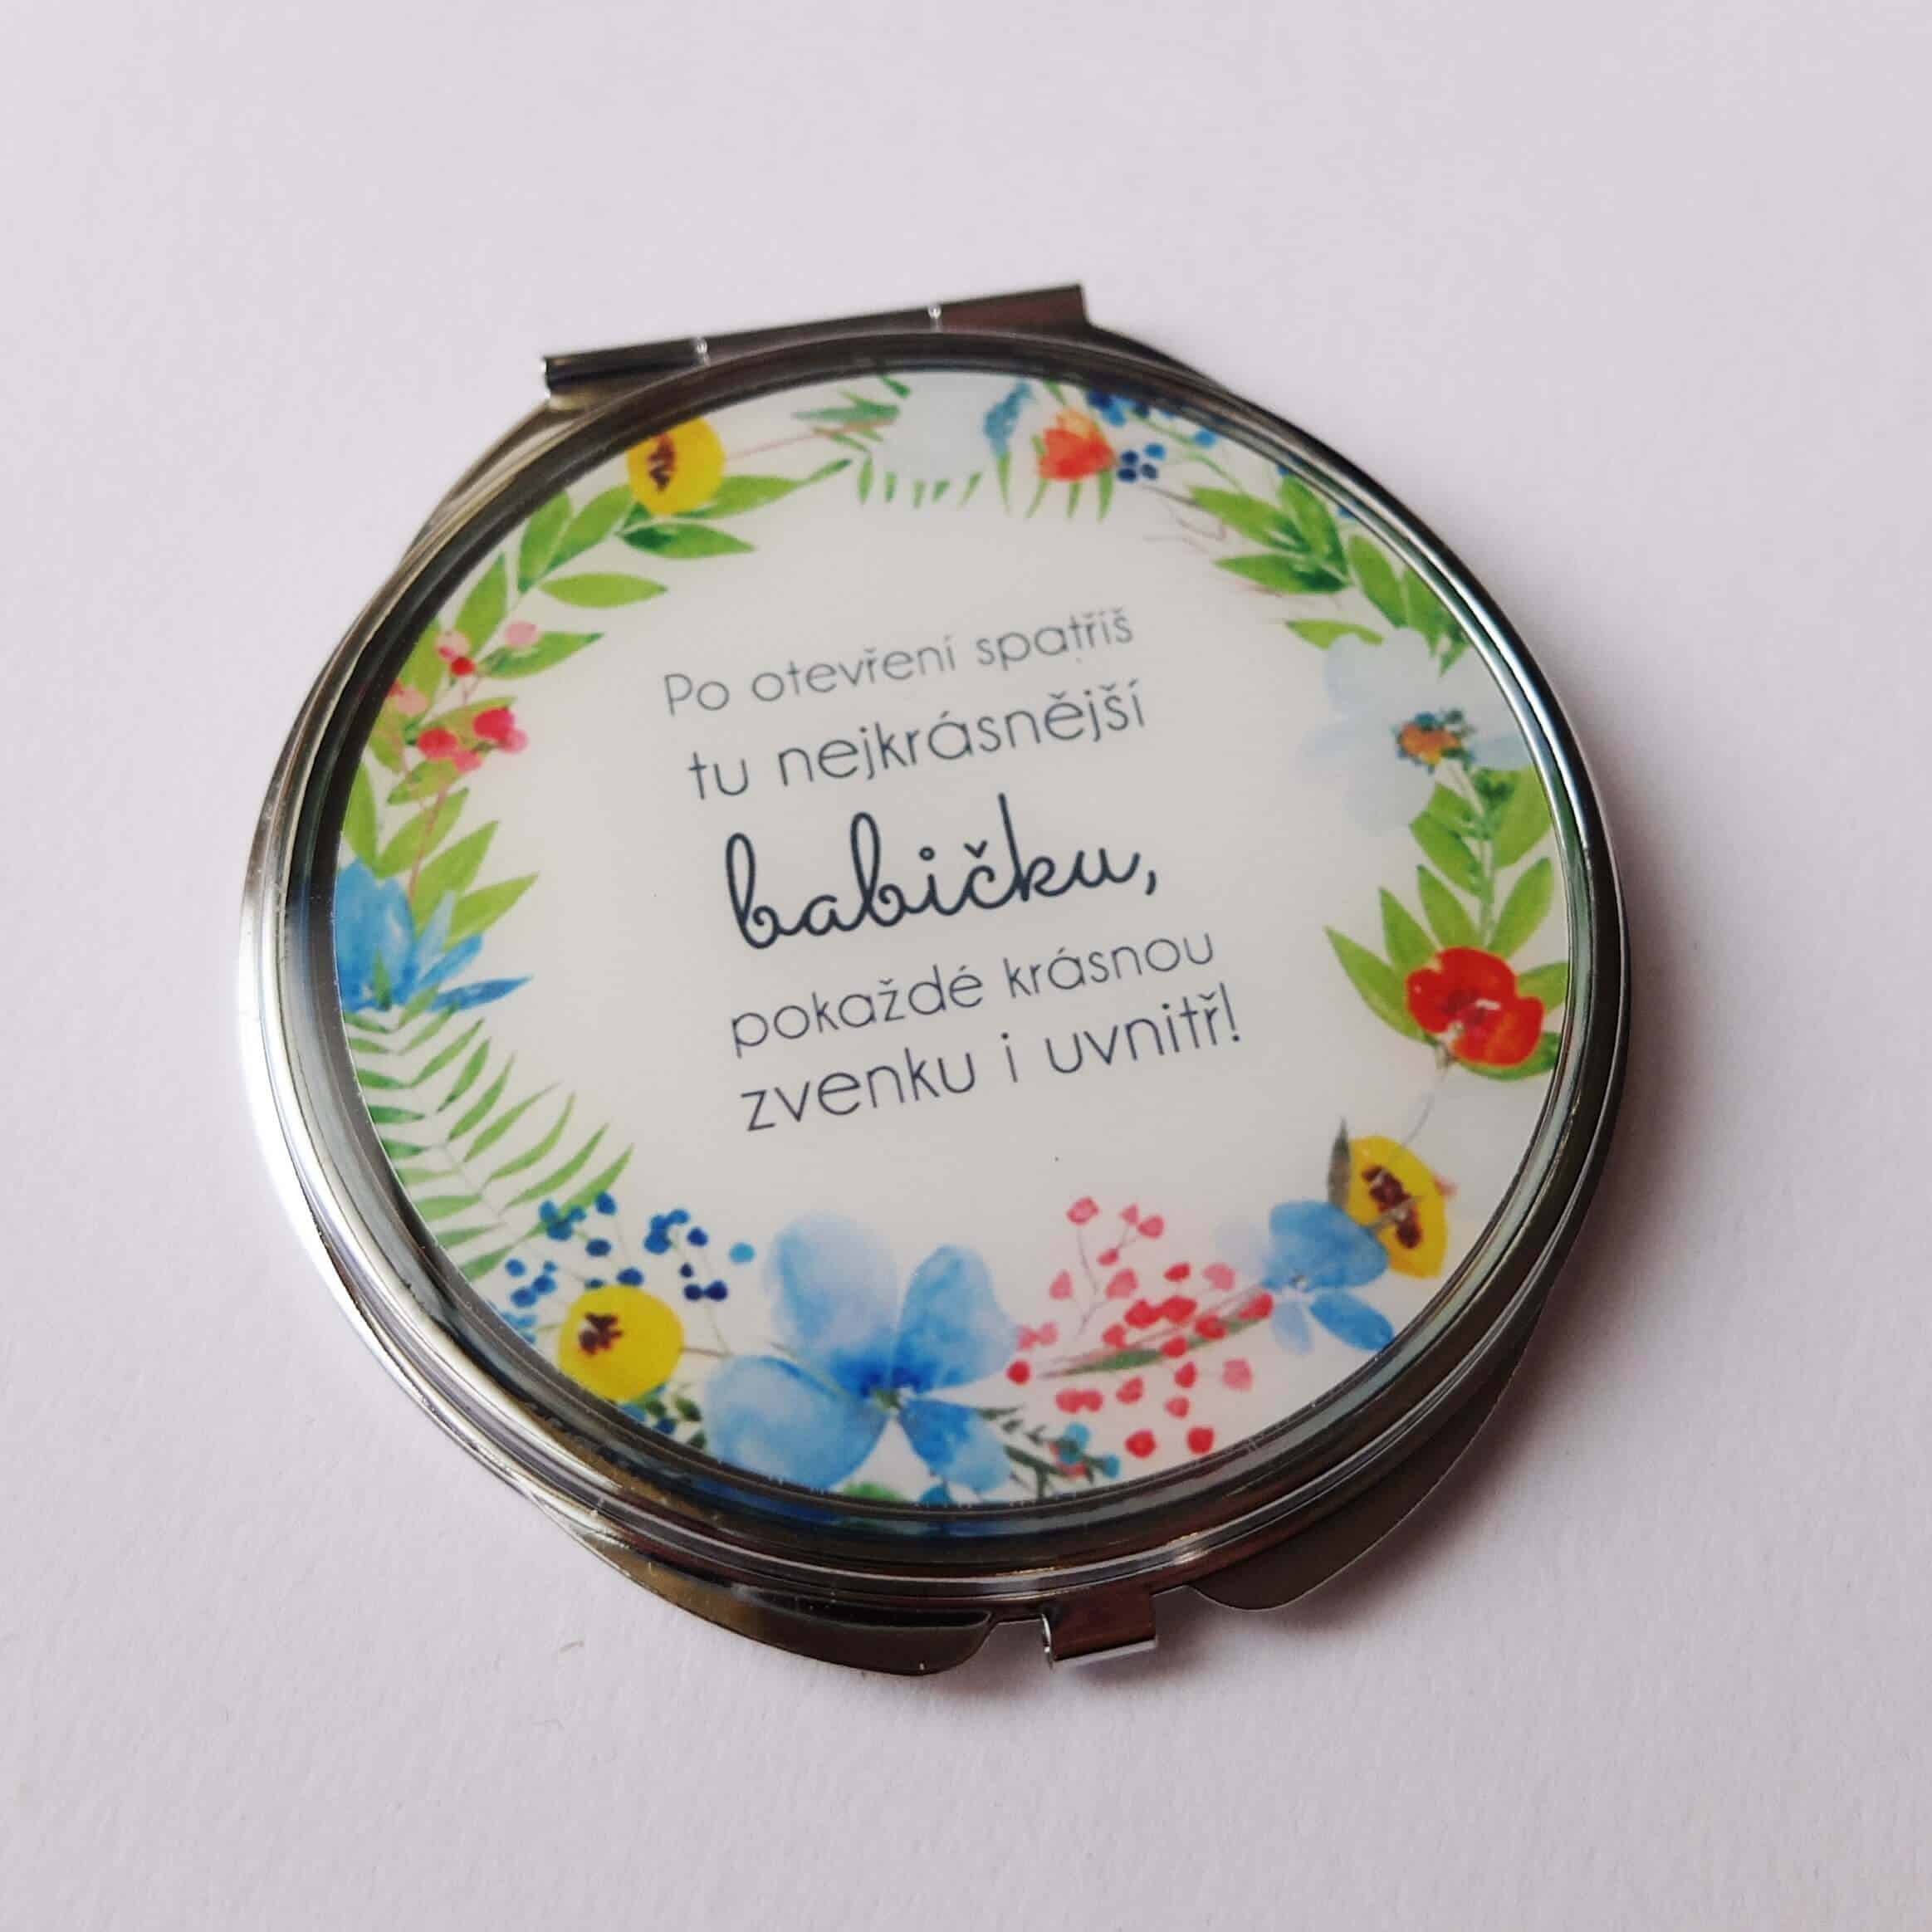 Po otevření spatříš
tu nejkrásnější
babičku,
pokaždé krásnou
zvenku i uvnitř!